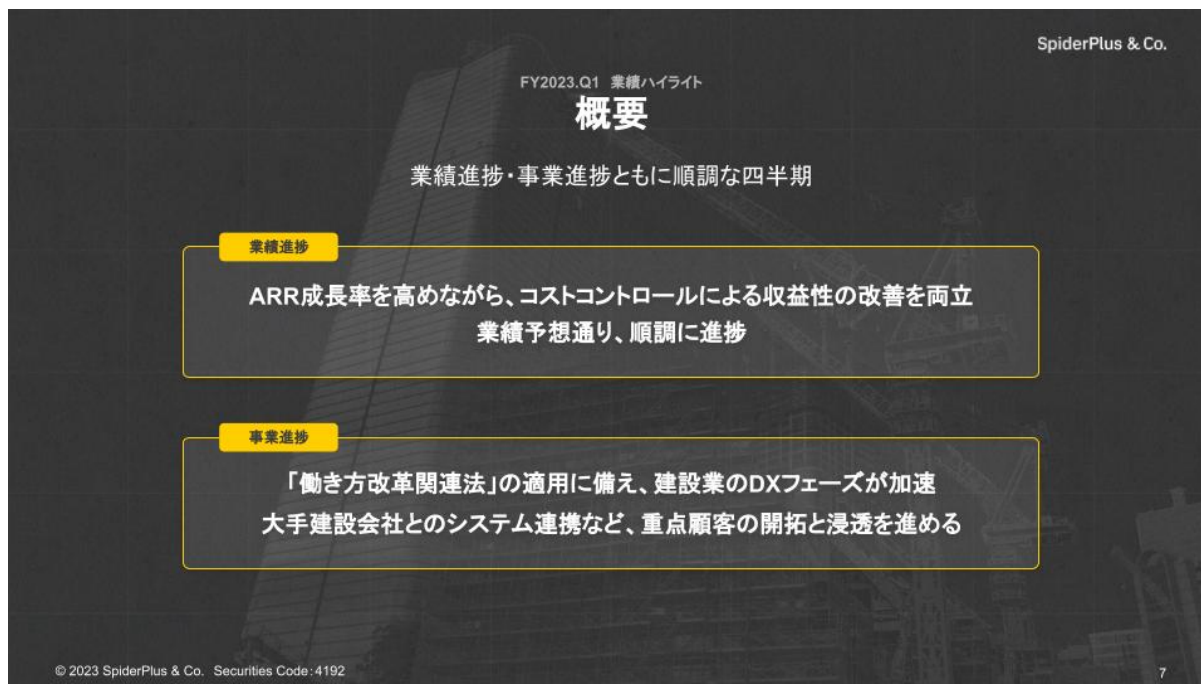 SpiderPlus & Co.
FY2023.Q1 業績ハイライト
概要
業績進捗・事業進捗ともに順調な四半期
業績進捗
ARR成長率を高めながら、コストコントロールによる収益性の改善を両立
業績予想通り、順調に進捗
事業進捗
「働き方改革関連法」の適用に備え、建設業のDXフェーズが加速
大手建設会社とのシステム連携など、重点顧客の開拓と浸透を進める
© 2023 SpiderPlus & Co. Securities Code:4192
7